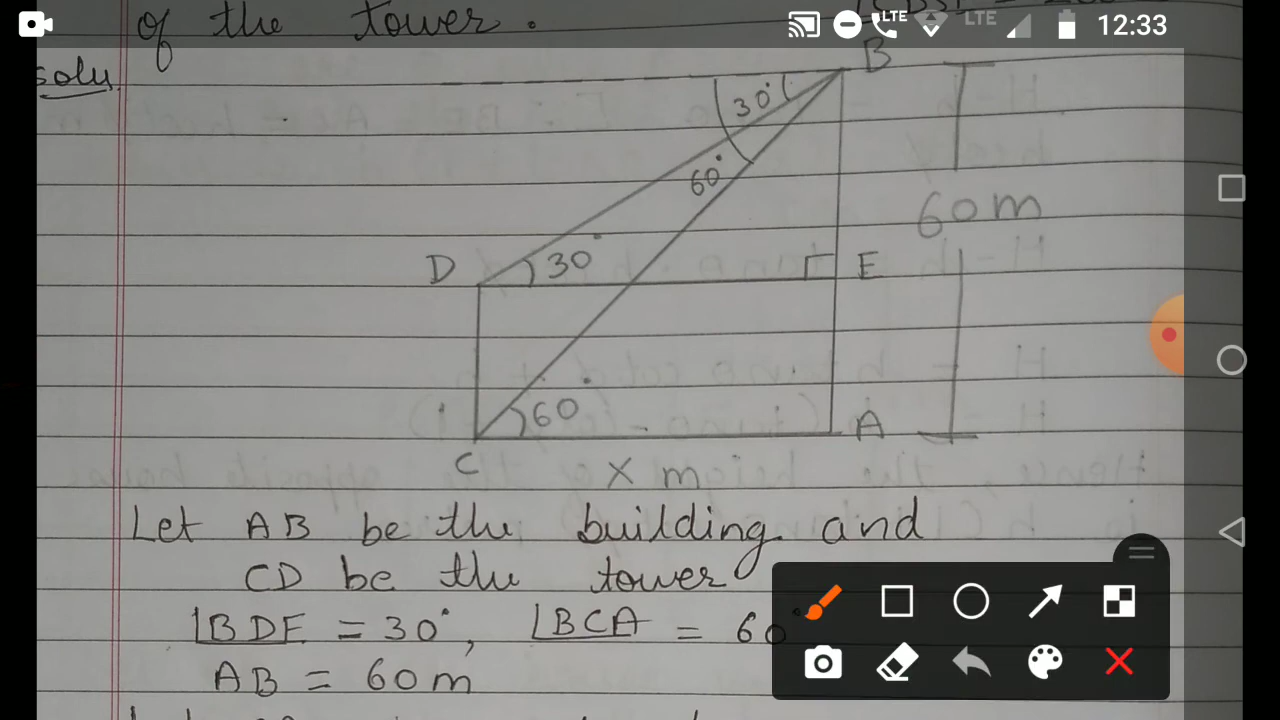 of the tower.
LTE LTE 12:33
solu
B
30°
60°
60m
D 30° E
60°
C A
x m
Let AB be the building and
CD be the tower
∠BDE = 30°, ∠BCA = 60°
AB = 60m